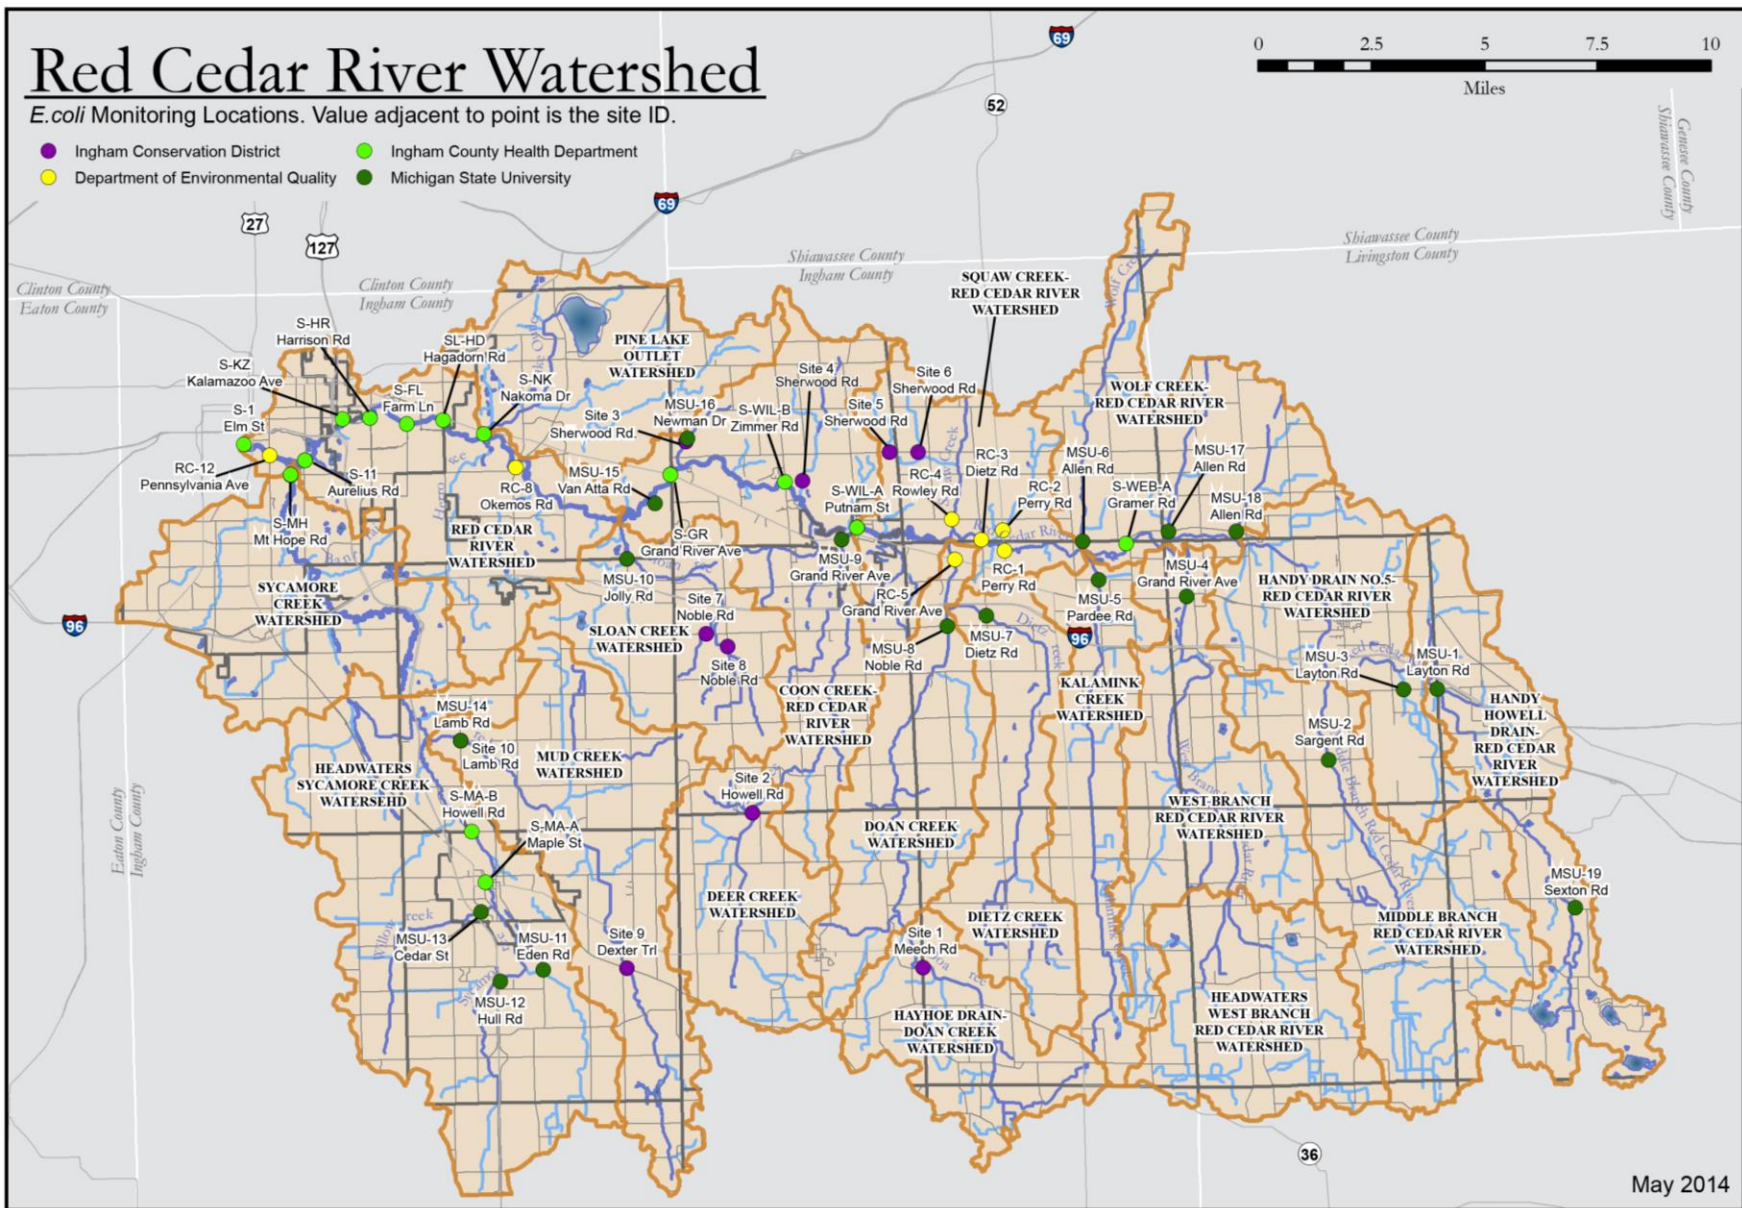 Red Cedar River Watershed
E.coli Monitoring Locations. Value adjacent to point is the site ID.
Ingham Conservation District
Ingham County Health Department
Department of Environmental Quality
Michigan State University
0 2.5 5 7.5 10
Miles
69
52
69
27
127
96
96
36
Genesee County
Shiawassee County
Shiawassee County
Livingston County
Shiawassee County
Ingham County
Clinton County
Ingham County
Clinton County
Eaton County
Eaton County
Ingham County
S-HR
Harrison Rd
S-KZ
Kalamazoo Ave
S-1
Elm St
RC-12
Pennsylvania Ave
S-FL
Farm Ln
SL-HD
Hagadorn Rd
S-NK
Nakoma Dr
S-11
Aurelius Rd
S-MH
Mt Hope Rd
RC-8
Okemos Rd
Site 3
Sherwood Rd.
MSU-16
Newman Dr
MSU-15
Van Atta Rd
S-GR
Grand River Ave
MSU-10
Jolly Rd
S-WIL-B
Zimmer Rd
Site 4
Sherwood Rd
Site 5
Sherwood Rd
Site 6
Sherwood Rd
S-WIL-A
Putnam St
MSU-9
Grand River Ave
RC-4
Rowley Rd
RC-3
Dietz Rd
RC-2
Perry Rd
RC-1
Perry Rd
RC-5
Grand River Ave
MSU-6
Allen Rd
S-WEB-A
Gramer Rd
MSU-17
Allen Rd
MSU-18
Allen Rd
MSU-4
Grand River Ave
MSU-5
Pardee Rd
MSU-7
Dietz Rd
MSU-8
Noble Rd
Site 7
Noble Rd
Site 8
Noble Rd
MSU-3
Layton Rd
MSU-1
Layton Rd
MSU-2
Sargent Rd
MSU-19
Sexton Rd
MSU-14
Lamb Rd
Site 10
Lamb Rd
S-MA-B
Howell Rd
S-MA-A
Maple St
MSU-13
Cedar St
MSU-11
Eden Rd
MSU-12
Hull Rd
Site 9
Dexter Trl
Site 2
Howell Rd
Site 1
Meech Rd
PINE LAKE
OUTLET
WATERSHED
SQUAW CREEK-
RED CEDAR RIVER
WATERSHED
WOLF CREEK-
RED CEDAR RIVER
WATERSHED
RED CEDAR
RIVER
WATERSHED
SYCAMORE
CREEK
WATERSHED
SLOAN CREEK
WATERSHED
HANDY DRAIN NO.5-
RED CEDAR RIVER
WATERSHED
COON CREEK-
RED CEDAR
RIVER
WATERSHED
KALAMINK
CREEK
WATERSHED
HANDY
HOWELL
DRAIN-
RED CEDAR
RIVER
WATERSHED
HEADWATERS
SYCAMORE CREEK
WATERSEHD
MUD CREEK
WATERSHED
DOAN CREEK
WATERSHED
WEST BRANCH
RED CEDAR RIVER
WATERSHED
DEER CREEK
WATERSHED
DIETZ CREEK
WATERSHED
MIDDLE BRANCH
RED CEDAR RIVER
WATERSHED
HAYHOE DRAIN-
DOAN CREEK
WATERSHED
HEADWATERS
WEST BRANCH
RED CEDAR RIVER
WATERSHED
May 2014